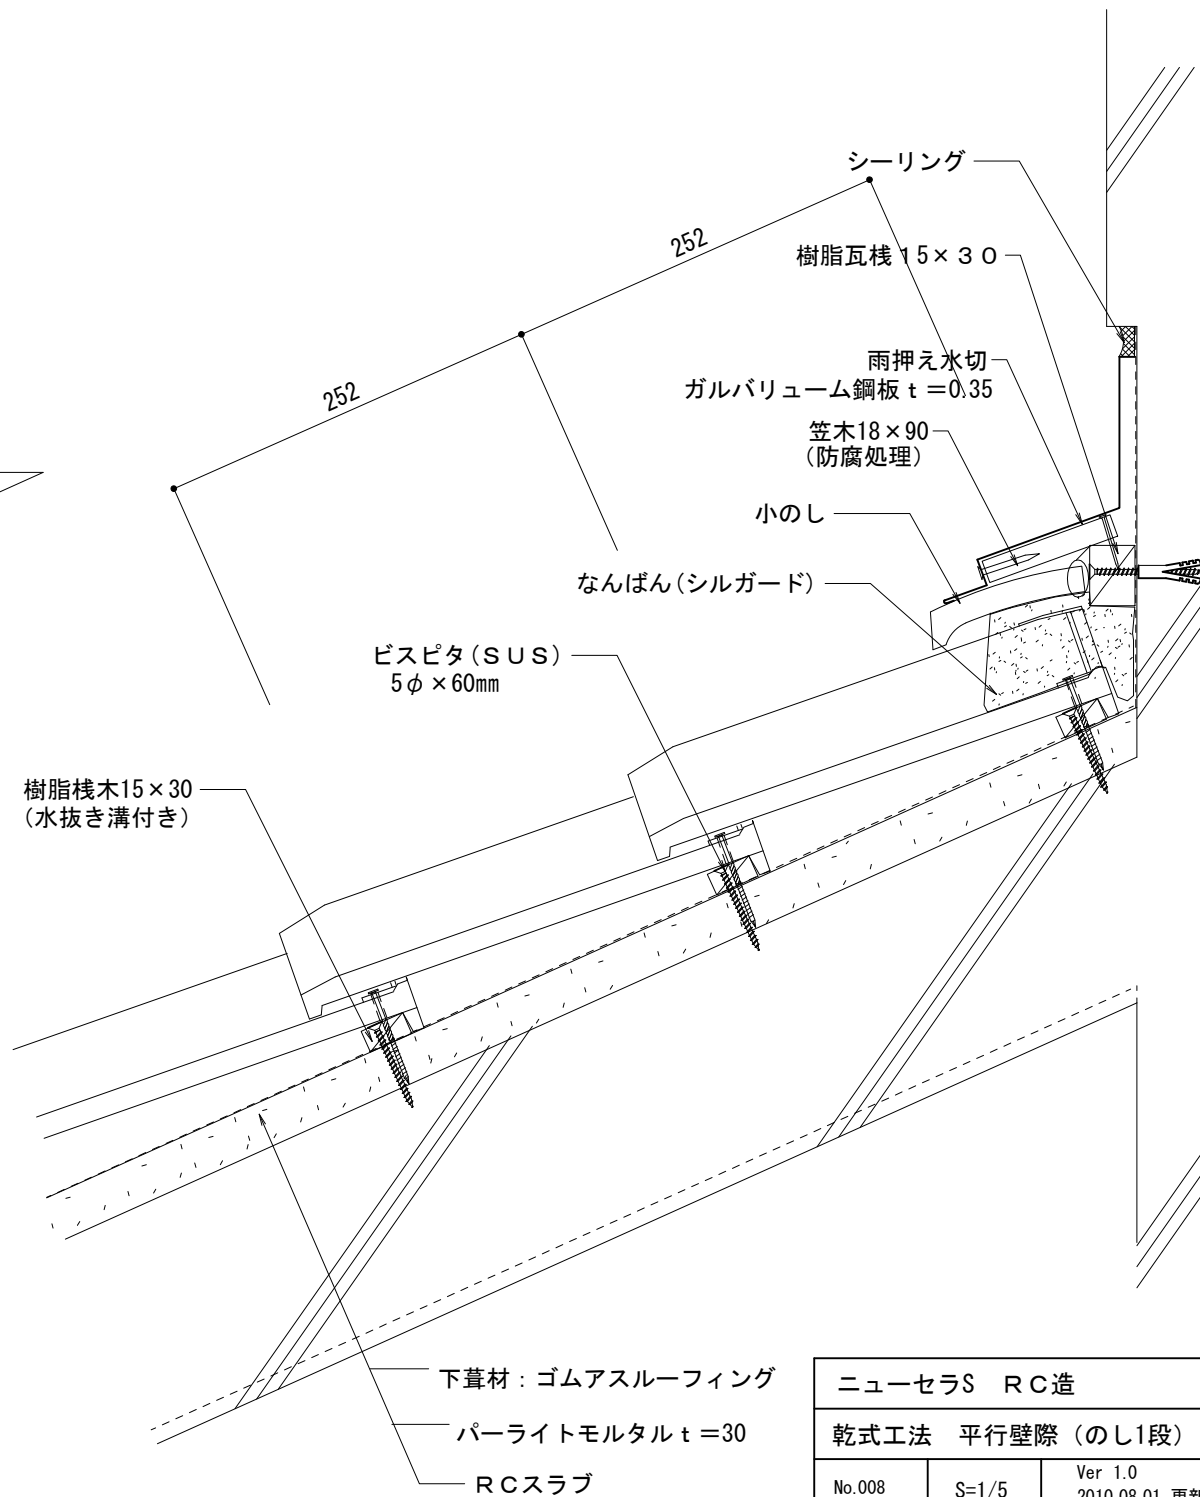 シーリング
252
樹脂瓦桟 15×３０
雨押え水切
ガルバリューム鋼板ｔ＝0.35
252
笠木18×90
(防腐処理)
小のし
なんばん(シルガード)
ビスピタ(ＳＵＳ)
5φ×60mm
樹脂桟木15×30
(水抜き溝付き)
下葺材：ゴムアスルーフィング
パーライトモルタルｔ＝30
ＲＣスラブ
ニューセラS　ＲＣ造
乾式工法　平行壁際（のし1段）
No.008
S=1/5
Ver 1.0
2010.08.01 更新